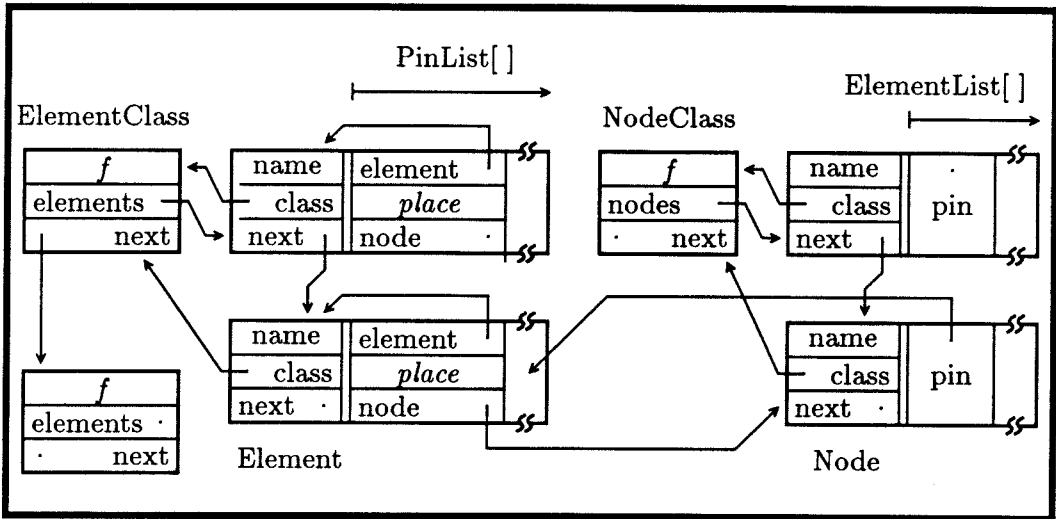 PinList[ ]
ElementList[ ]
ElementClass
NodeClass
f
name
element
f
name
elements
class
place
nodes
class
pin
next
next
node
next
next
name
element
name
f
class
place
class
pin
elements
next
node
next
next
Element
Node